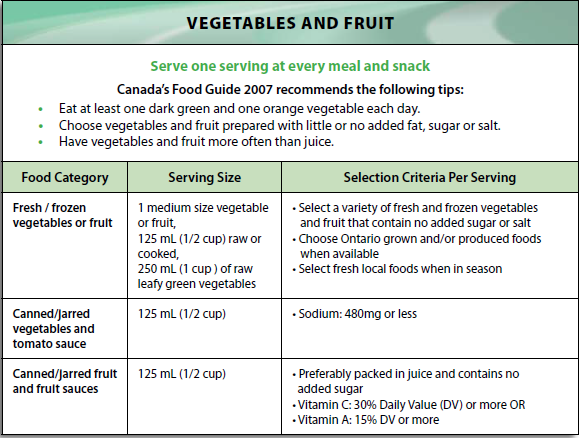 VEGETABLES AND FRUIT
Serve one serving at every meal and snack
Canada's Food Guide 2007 recommends the following tips:
• Eat at least one dark green and one orange vegetable each day.
• Choose vegetables and fruit prepared with little or no added fat, sugar or salt.
• Have vegetables and fruit more often than juice.
Food Category
Serving Size
Selection Criteria Per Serving
Fresh / frozen
vegetables or fruit
1 medium size vegetable
or fruit,
125 mL (1/2 cup) raw or
cooked,
250 mL (1 cup ) of raw
leafy green vegetables
• Select a variety of fresh and frozen vegetables
and fruit that contain no added sugar or salt
• Choose Ontario grown and/or produced foods
when available
• Select fresh local foods when in season
Canned/Jarred
vegetables and
tomato sauce
125 mL (1/2 cup)
• Sodium: 480mg or less
Canned/jarred fruit
and fruit sauces
125 mL (1/2 cup)
• Preferably packed in juice and contains no
added sugar
• Vitamin C: 30% Daily Value (DV) or more OR
• Vitamin A: 15% DV or more